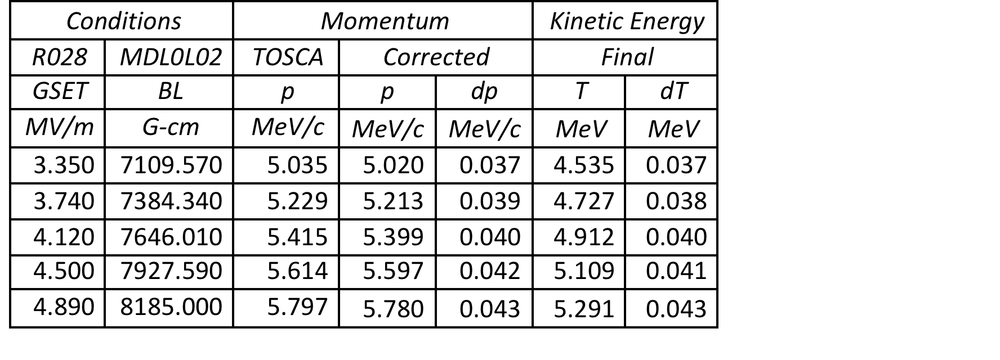 Conditions Momentum Kinetic Energy
R028 MDL0L02 TOSCA Corrected Final
GSET BL p p dp T dT
MV/m G-cm MeV/c MeV/c MeV/c MeV MeV
3.350 7109.570 5.035 5.020 0.037 4.535 0.037
3.740 7384.340 5.229 5.213 0.039 4.727 0.038
4.120 7646.010 5.415 5.399 0.040 4.912 0.040
4.500 7927.590 5.614 5.597 0.042 5.109 0.041
4.890 8185.000 5.797 5.780 0.043 5.291 0.043